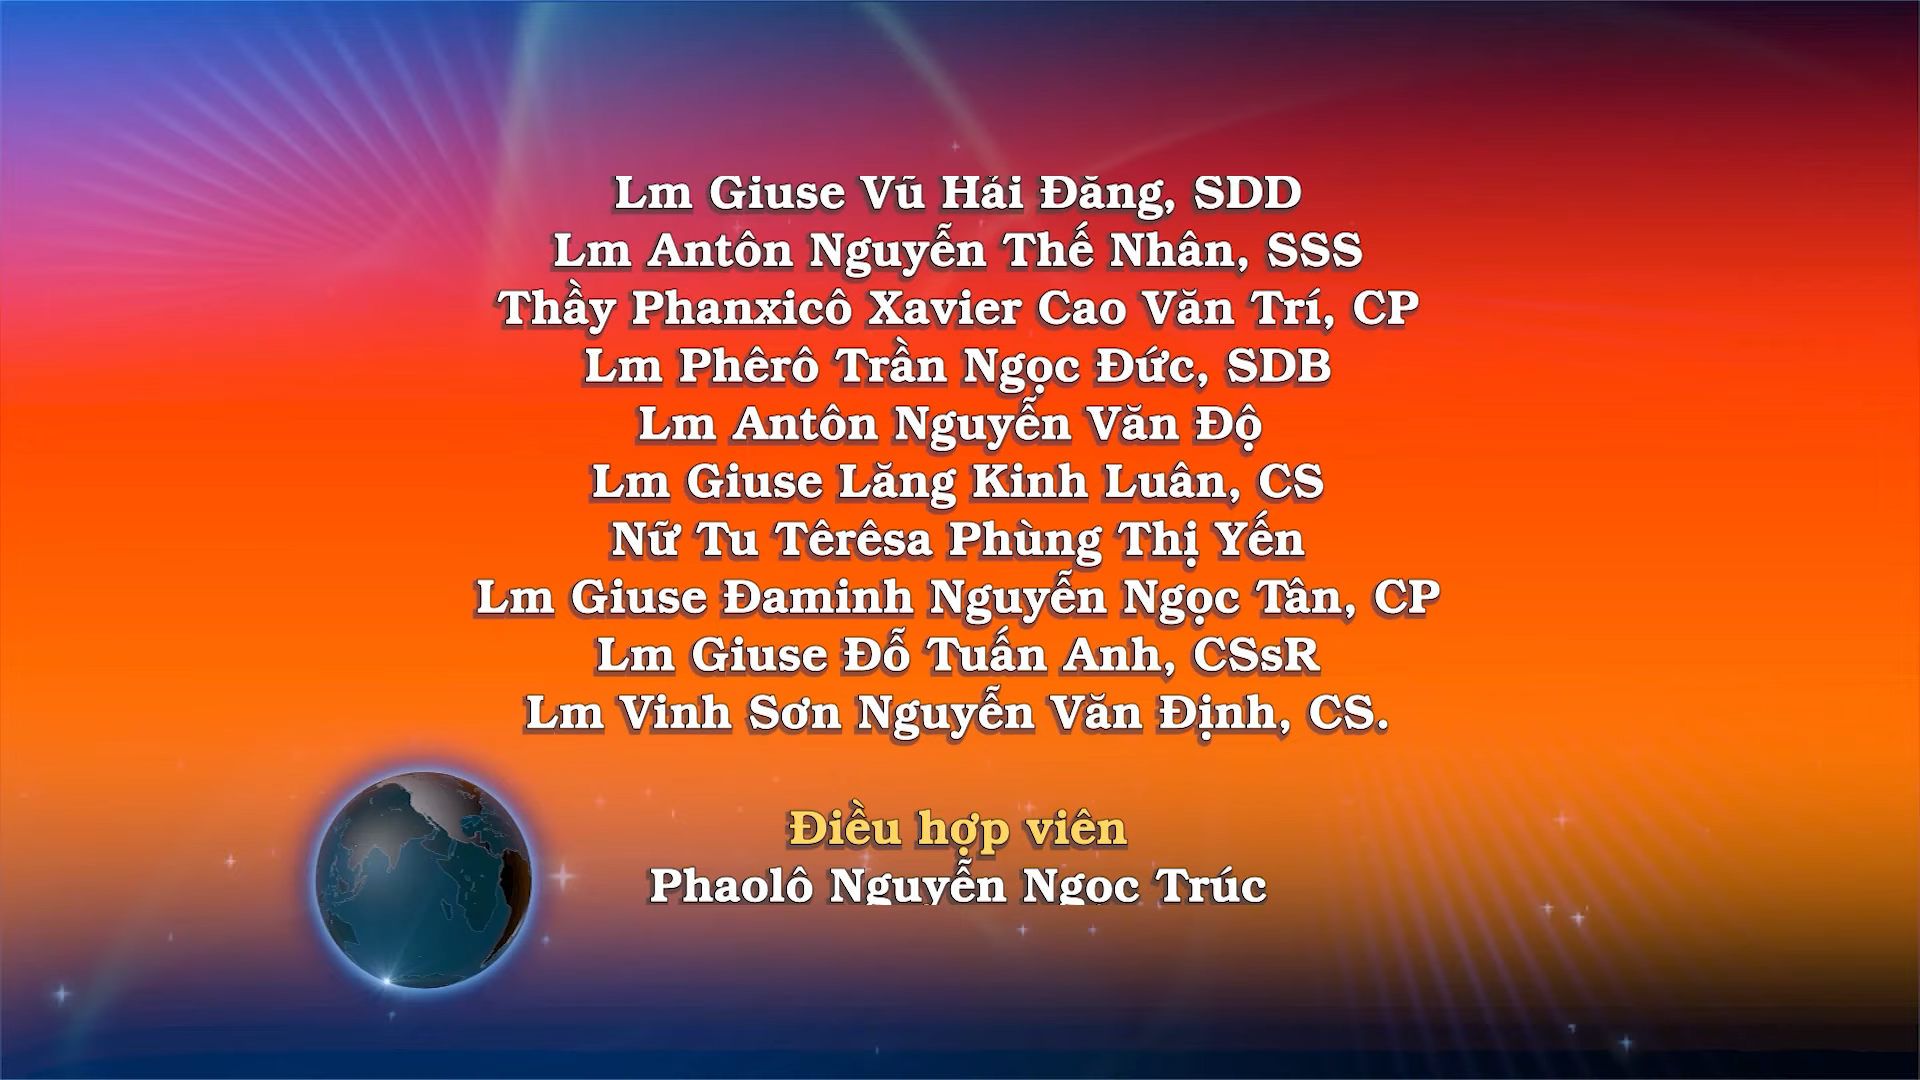 Lm Giuse Vũ Hải Đăng, SDD
Lm Antôn Nguyễn Thế Nhân, SSS
Thầy Phanxicô Xavier Cao Văn Trí, CP
Lm Phêrô Trần Ngọc Đức, SDB
Lm Antôn Nguyễn Văn Độ
Lm Giuse Lăng Kinh Luân, CS
Nữ Tu Têrêsa Phùng Thị Yến
Lm Giuse Đaminh Nguyễn Ngọc Tân, CP
Lm Giuse Đỗ Tuấn Anh, CSsR
Lm Vinh Sơn Nguyễn Văn Định, CS.
Điều hợp viên
Phaolô Nguyễn Ngọc Trúc